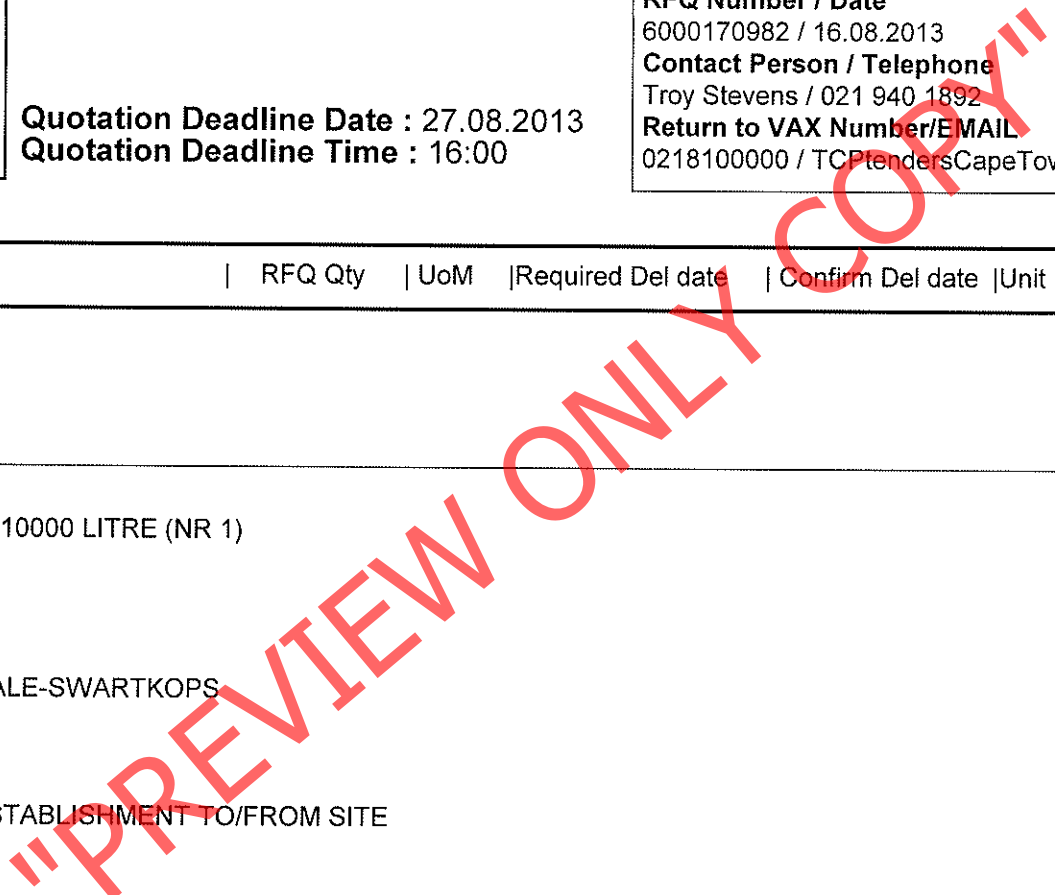 RFQ Number / Date
6000170982 / 16.08.2013
Contact Person / Telephone
Troy Stevens / 021 940 1892
Quotation Deadline Date : 27.08.2013
Return to VAX Number/EMAIL
Quotation Deadline Time : 16:00
0218100000 / TCPtendersCapeTov
| RFQ Qty | UoM |Required Del date | Confirm Del date |Unit
10000 LITRE (NR 1)
ALE-SWARTKOPS
STABLISHMENT TO/FROM SITE
"PREVIEW ONLY COPY"